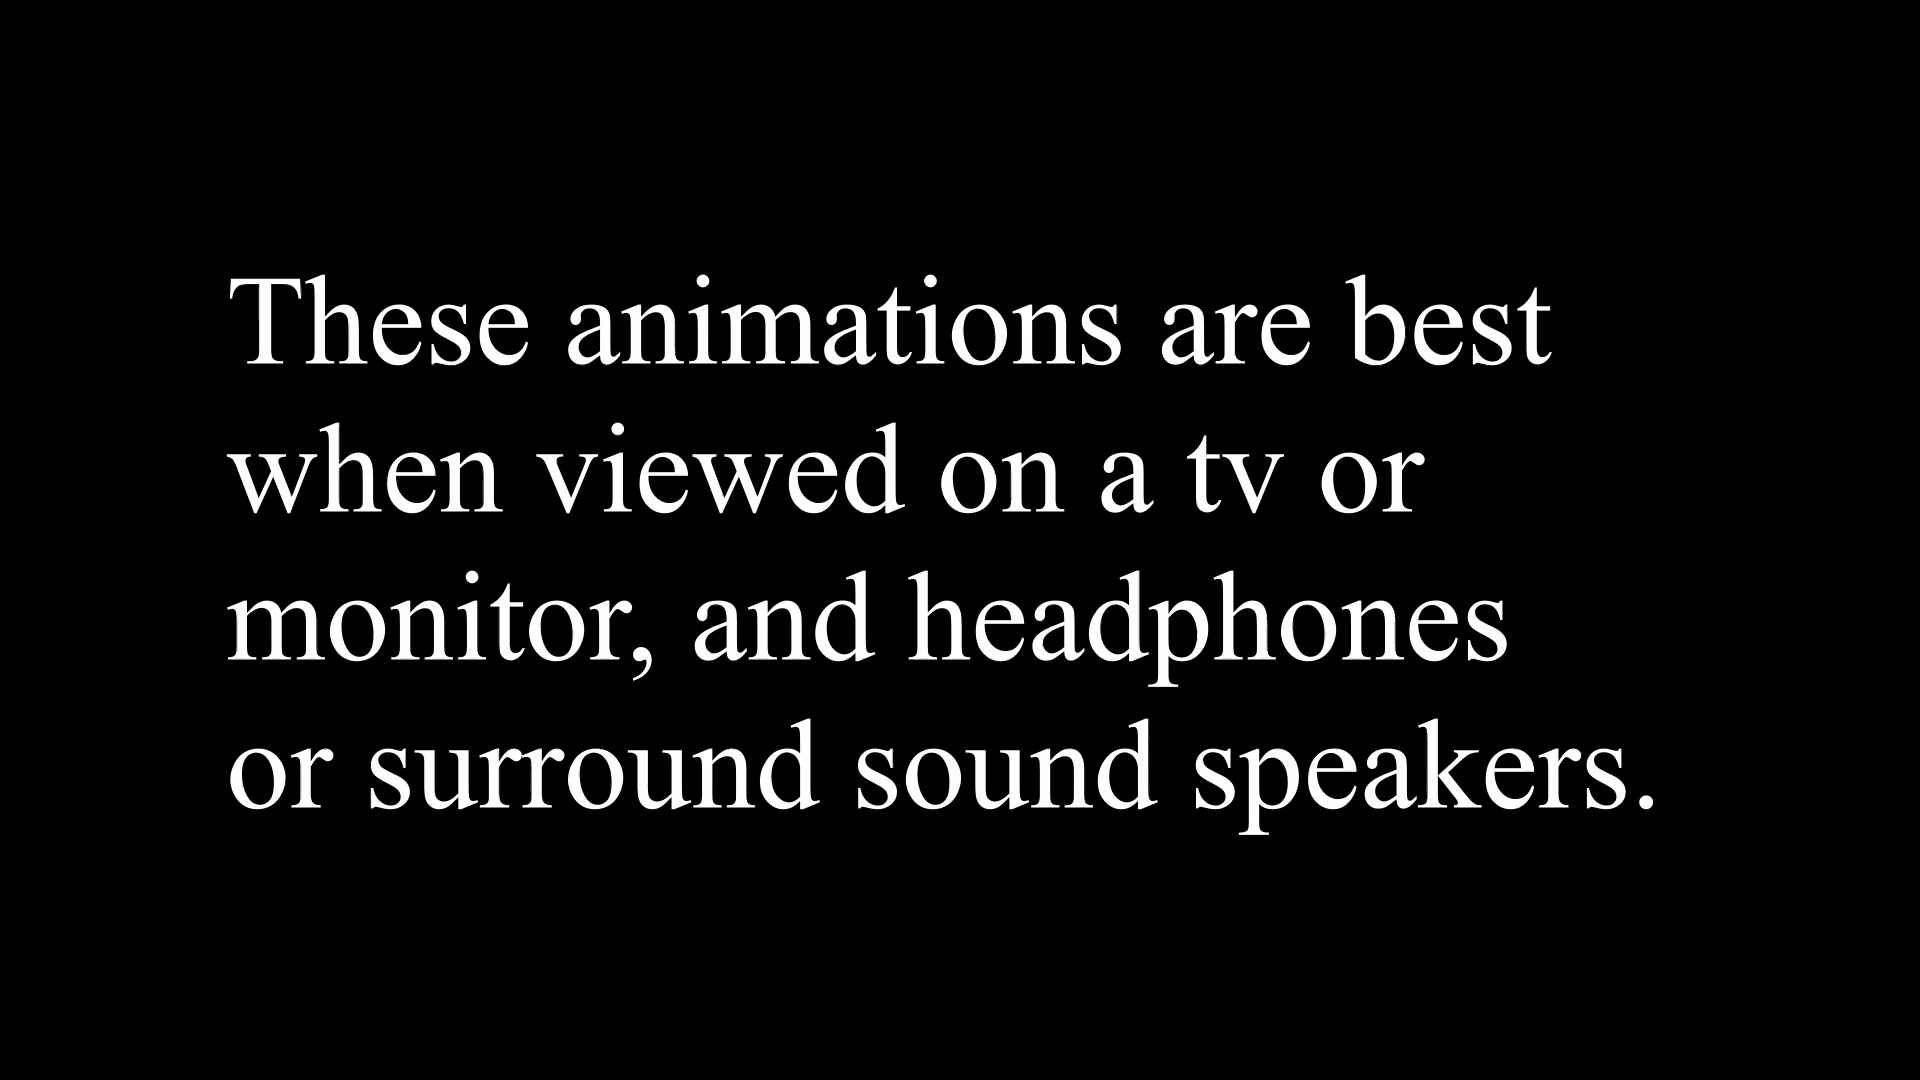 These animations are best
when viewed on a tv or
monitor, and headphones
or surround sound speakers.